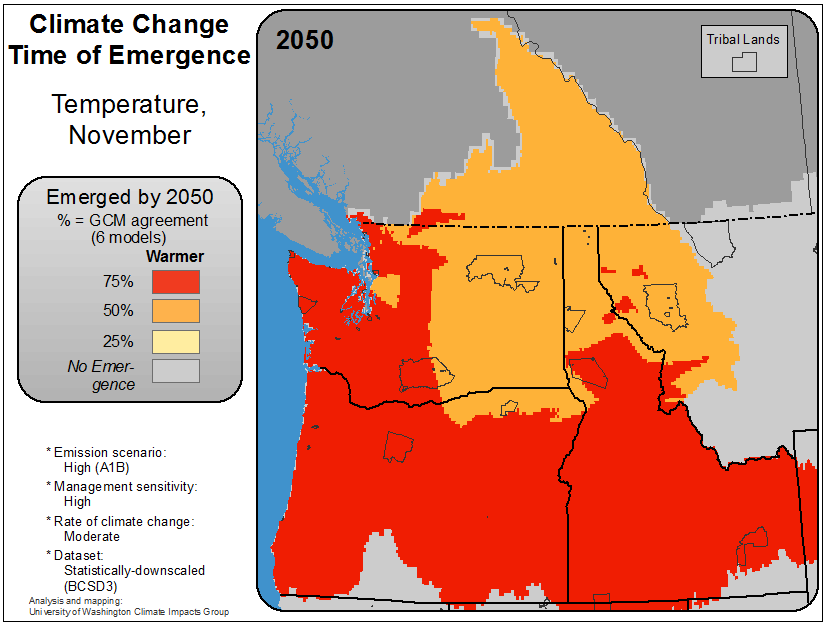 Climate Change
Time of Emergence
Temperature,
November
Emerged by 2050
% = GCM agreement
(6 models)
Warmer
75%
50%
25%
No Emer-
gence
* Emission scenario:
High (A1B)
* Management sensitivity:
High
* Rate of climate change:
Moderate
* Dataset:
Statistically-downscaled
(BCSD3)
Analysis and mapping:
University of Washington Climate Impacts Group
2050
Tribal Lands